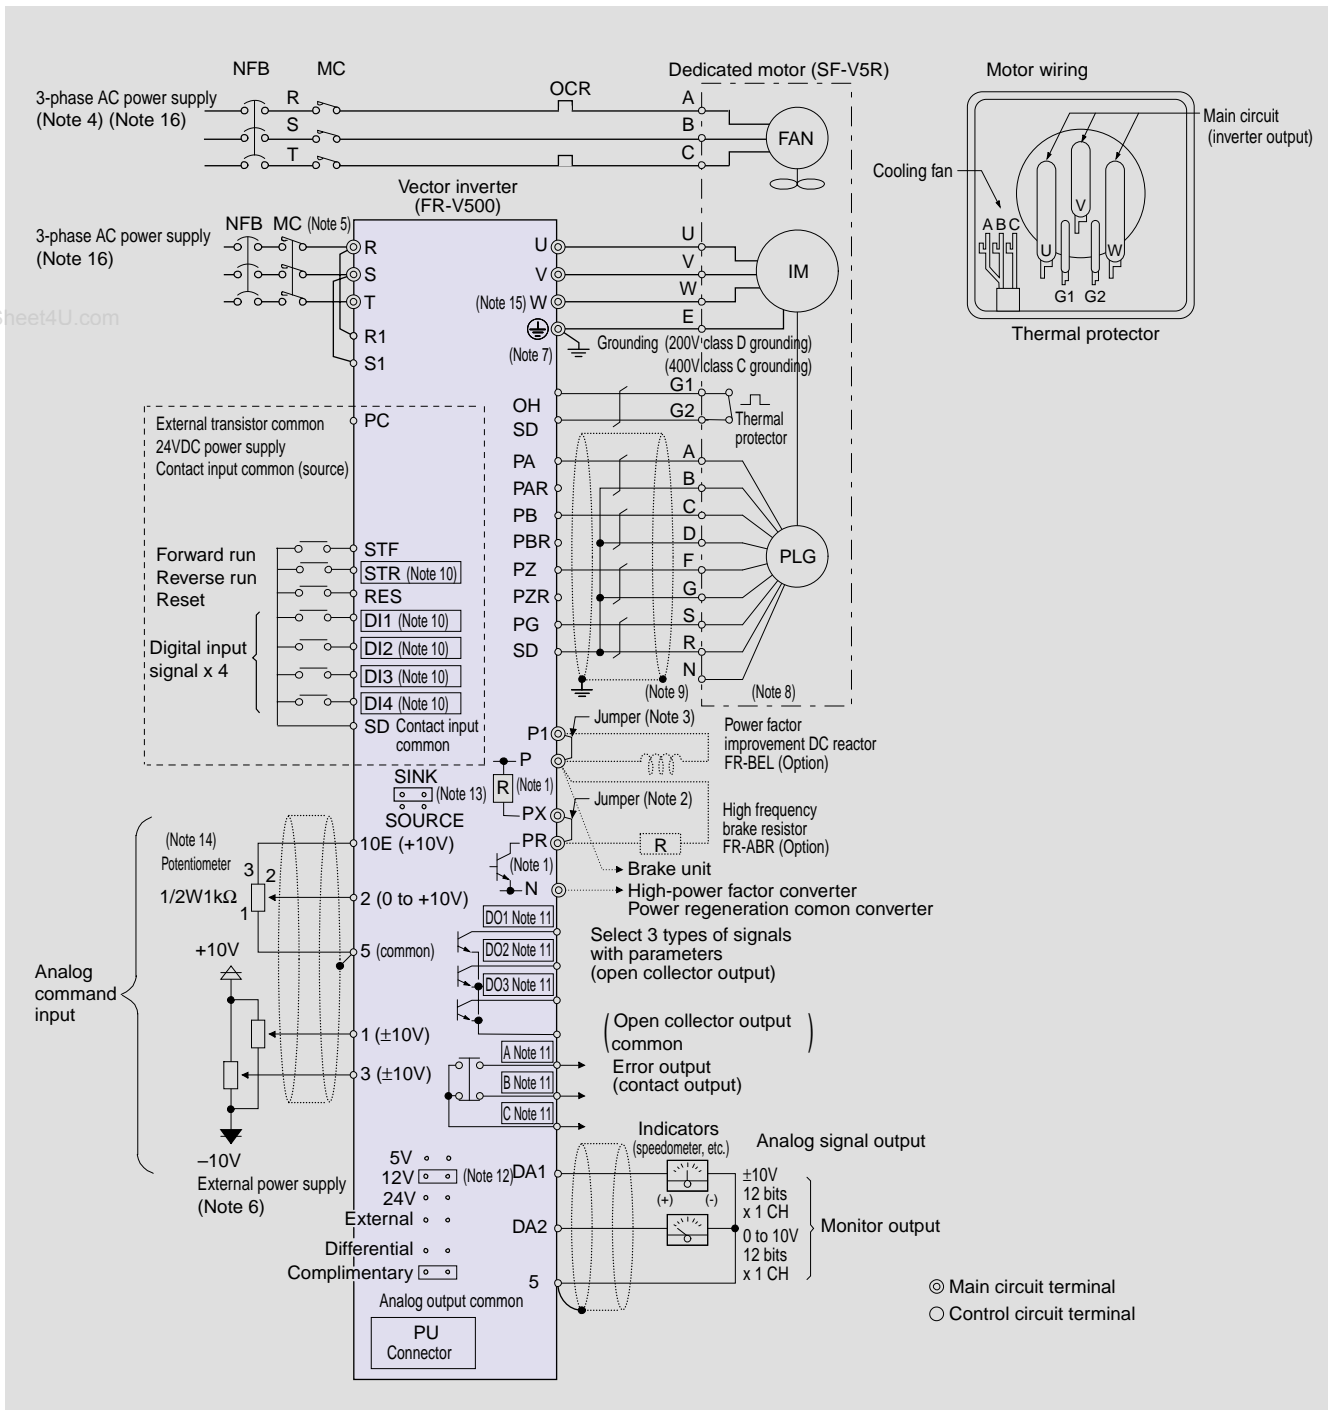 NFB MC
3-phase AC power supply
(Note 4) (Note 16)
R
S
T
OCR
Dedicated motor (SF-V5R)
A
B
C
FAN
Motor wiring
Main circuit
(inverter output)
Cooling fan
A B C
U
V
W
G1 G2
Thermal protector
Vector inverter
(FR-V500)
NFB MC (Note 5)
3-phase AC power supply
(Note 16)
R
S
T
R1
S1
U
V
(Note 15) W
(Note 7)
U
V
W
E
IM
Grounding (200V class D grounding)
(400V class C grounding)
Sheet4U.com
External transistor common
24VDC power supply
Contact input common (source)
PC
OH
SD
G1
G2
Thermal
protector
PA
PAR
PB
PBR
PZ
PZR
PG
SD
A
B
C
D
F
G
S
R
N
PLG
(Note 9)
(Note 8)
Forward run
Reverse run
Reset
STF
STR (Note 10)
RES
Digital input
signal x 4
DI1 (Note 10)
DI2 (Note 10)
DI3 (Note 10)
DI4 (Note 10)
SD Contact input
common
SINK
(Note 13)
SOURCE
P1
P
R (Note 1)
PX
PR
(Note 1)
N
Jumper (Note 3)
Power factor
improvement DC reactor
FR-BEL (Option)
Jumper (Note 2)
High frequency
brake resistor
FR-ABR (Option)
R
Brake unit
High-power factor converter
Power regeneration comon converter
Analog
command
input
(Note 14)
Potentiometer
3
2
1/2W1kΩ
1
10E (+10V)
2 (0 to +10V)
5 (common)
+10V
1 (±10V)
3 (±10V)
–10V
External power supply
(Note 6)
DO1 Note 11
DO2 Note 11
DO3 Note 11
Select 3 types of signals
with parameters
(open collector output)
(Open collector output
common)
A Note 11
B Note 11
C Note 11
Error output
(contact output)
5V
12V (Note 12)
24V
External
Differential
Complimentary
DA1
DA2
5
Analog output common
PU
Connector
Indicators
(speedometer, etc.)
(+) (-)
Analog signal output
±10V
12 bits
x 1 CH
0 to 10V
12 bits
x 1 CH
Monitor output
Main circuit terminal
Control circuit terminal